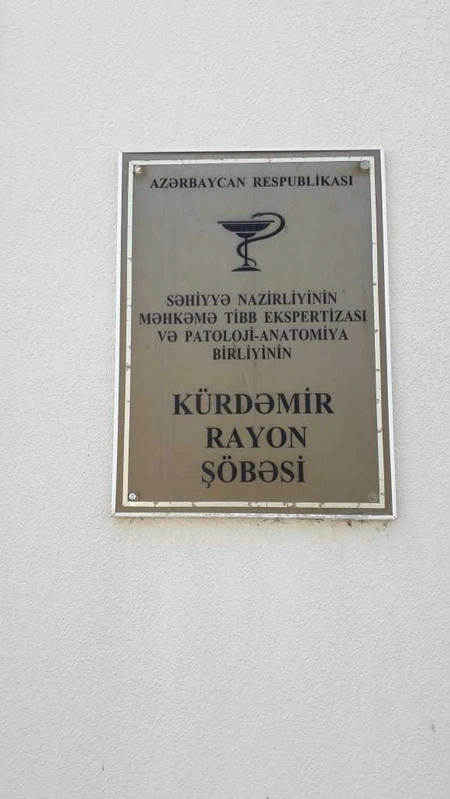 AZƏRBAYCAN RESPUBLİKASI
SƏHİYYƏ NAZİRLİYİNİN
MƏHKƏMƏ TİBB EKSPERTİZASI
VƏ PATOLOJİ-ANATOMİYA
BİRLİYİNİN
KÜRDƏMİR
RAYON
ŞÖBƏSİ